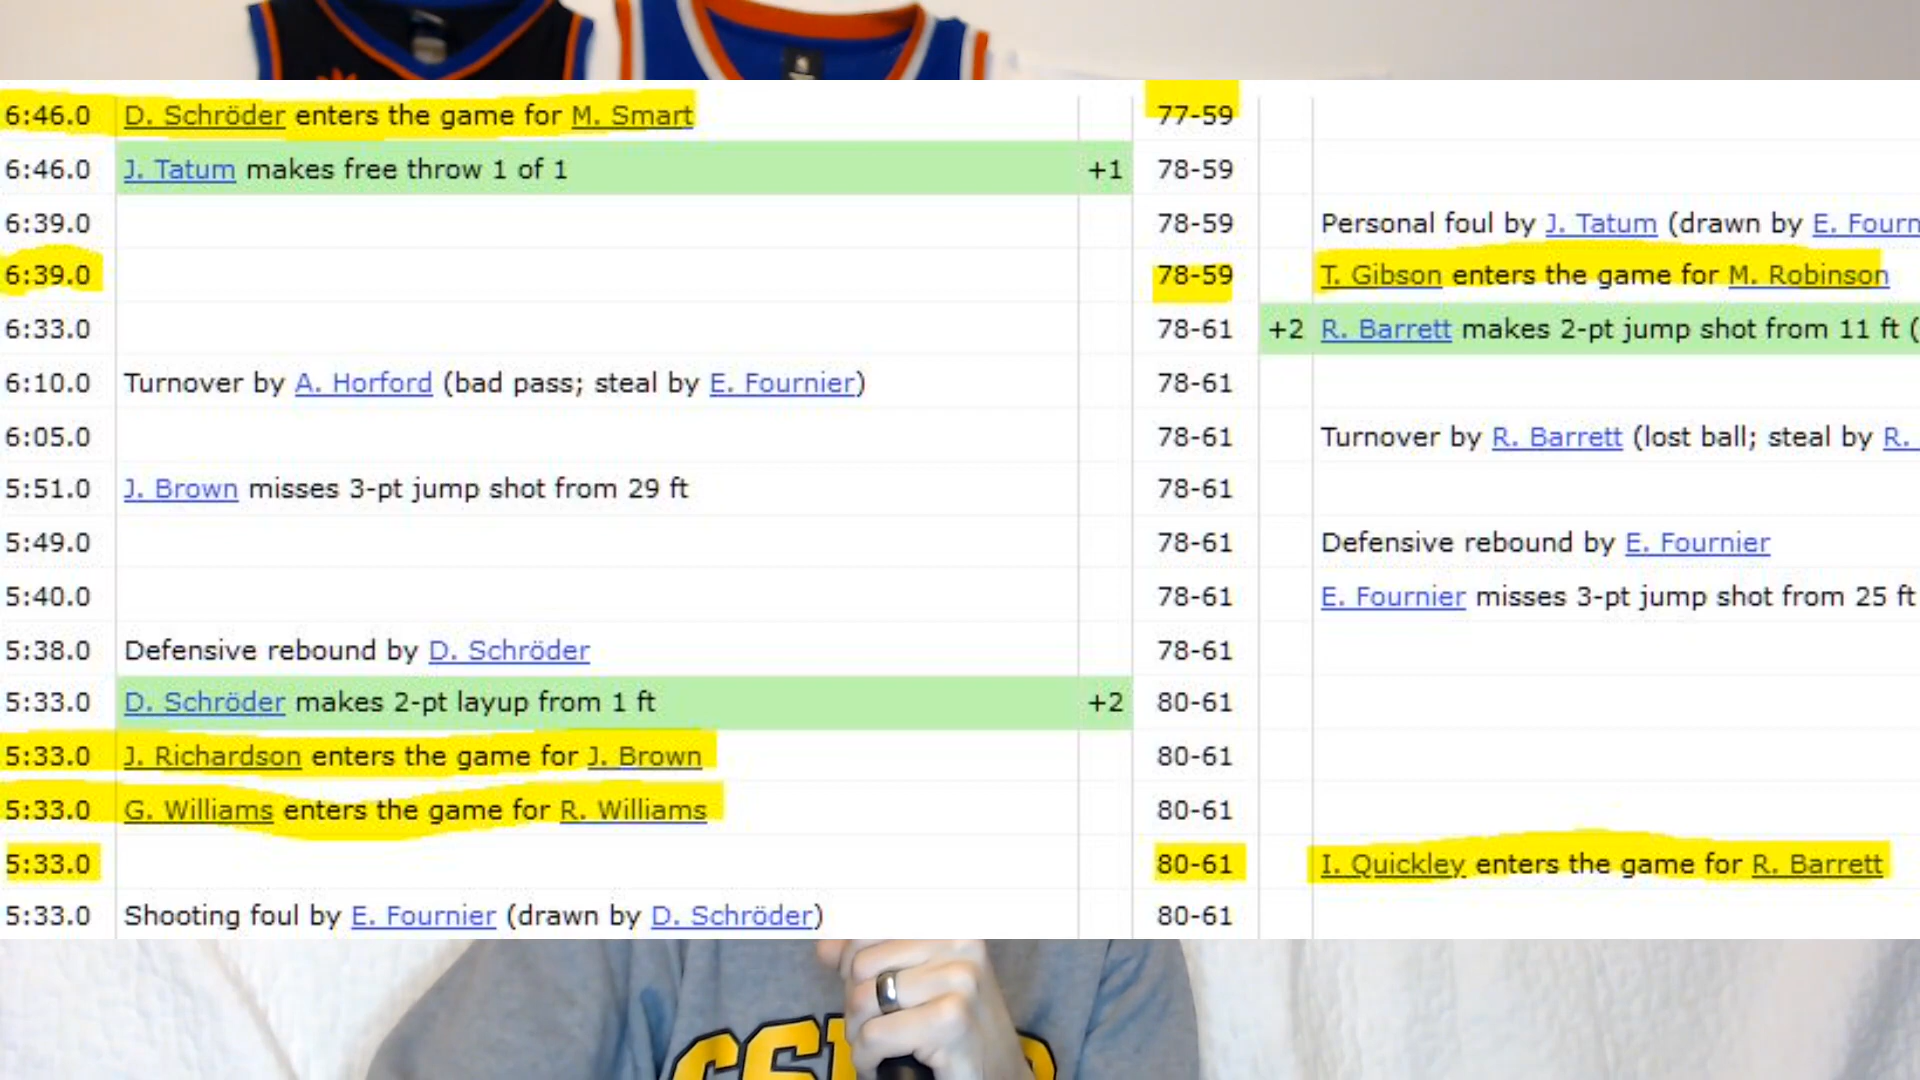 6:46.0 D. Schröder enters the game for M. Smart 77-59
6:46.0 J. Tatum makes free throw 1 of 1 +1 78-59
6:39.0 78-59 Personal foul by J. Tatum (drawn by E. Fourn
6:39.0 78-59 T. Gibson enters the game for M. Robinson
6:33.0 78-61 +2 R. Barrett makes 2-pt jump shot from 11 ft (
6:10.0 Turnover by A. Horford (bad pass; steal by E. Fournier) 78-61
6:05.0 78-61 Turnover by R. Barrett (lost ball; steal by R.
5:51.0 J. Brown misses 3-pt jump shot from 29 ft 78-61
5:49.0 78-61 Defensive rebound by E. Fournier
5:40.0 78-61 E. Fournier misses 3-pt jump shot from 25 ft
5:38.0 Defensive rebound by D. Schröder 78-61
5:33.0 D. Schröder makes 2-pt layup from 1 ft +2 80-61
5:33.0 J. Richardson enters the game for J. Brown 80-61
5:33.0 G. Williams enters the game for R. Williams 80-61
5:33.0 80-61 I. Quickley enters the game for R. Barrett
5:33.0 Shooting foul by E. Fournier (drawn by D. Schröder) 80-61